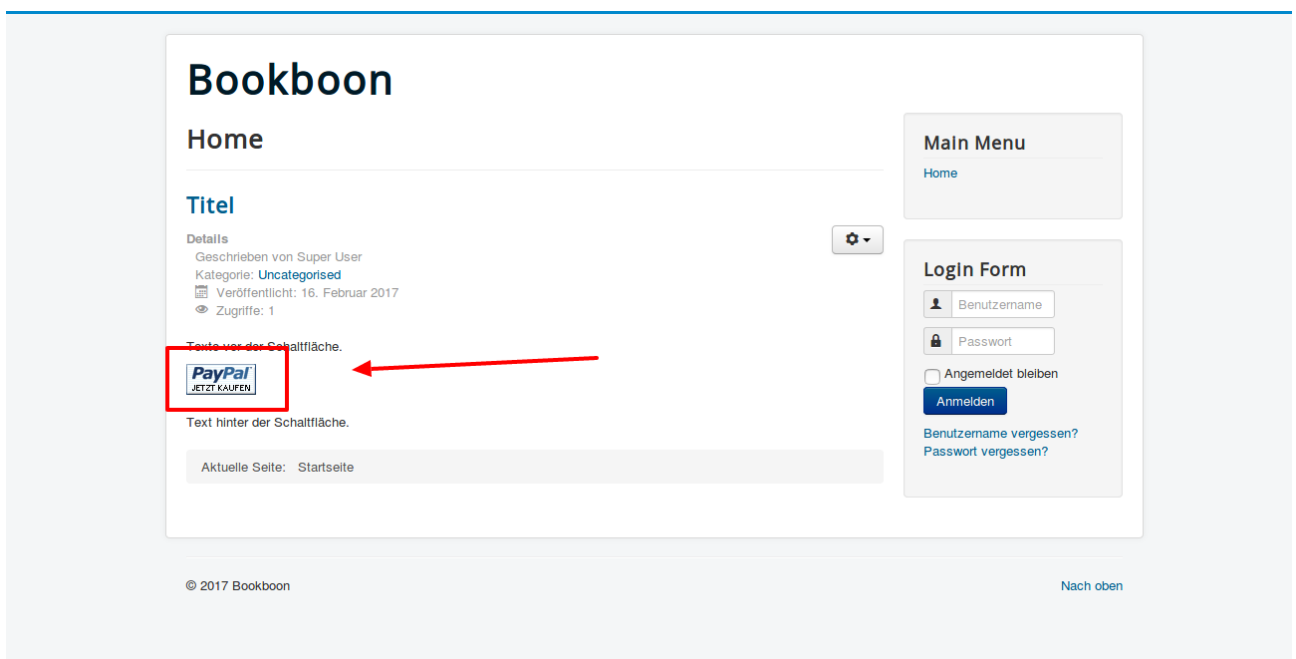 Bookboon
Home
Titel
Details
Geschrieben von Super User
Kategorie: Uncategorised
Veröffentlicht: 16. Februar 2017
Zugriffe: 1
Texte vor der Schaltfläche.
PayPal
JETZT KAUFEN
Text hinter der Schaltfläche.
Aktuelle Seite: Startseite
Main Menu
Home
Login Form
Benutzername
Passwort
Angemeldet bleiben
Anmelden
Benutzername vergessen?
Passwort vergessen?
© 2017 Bookboon
Nach oben